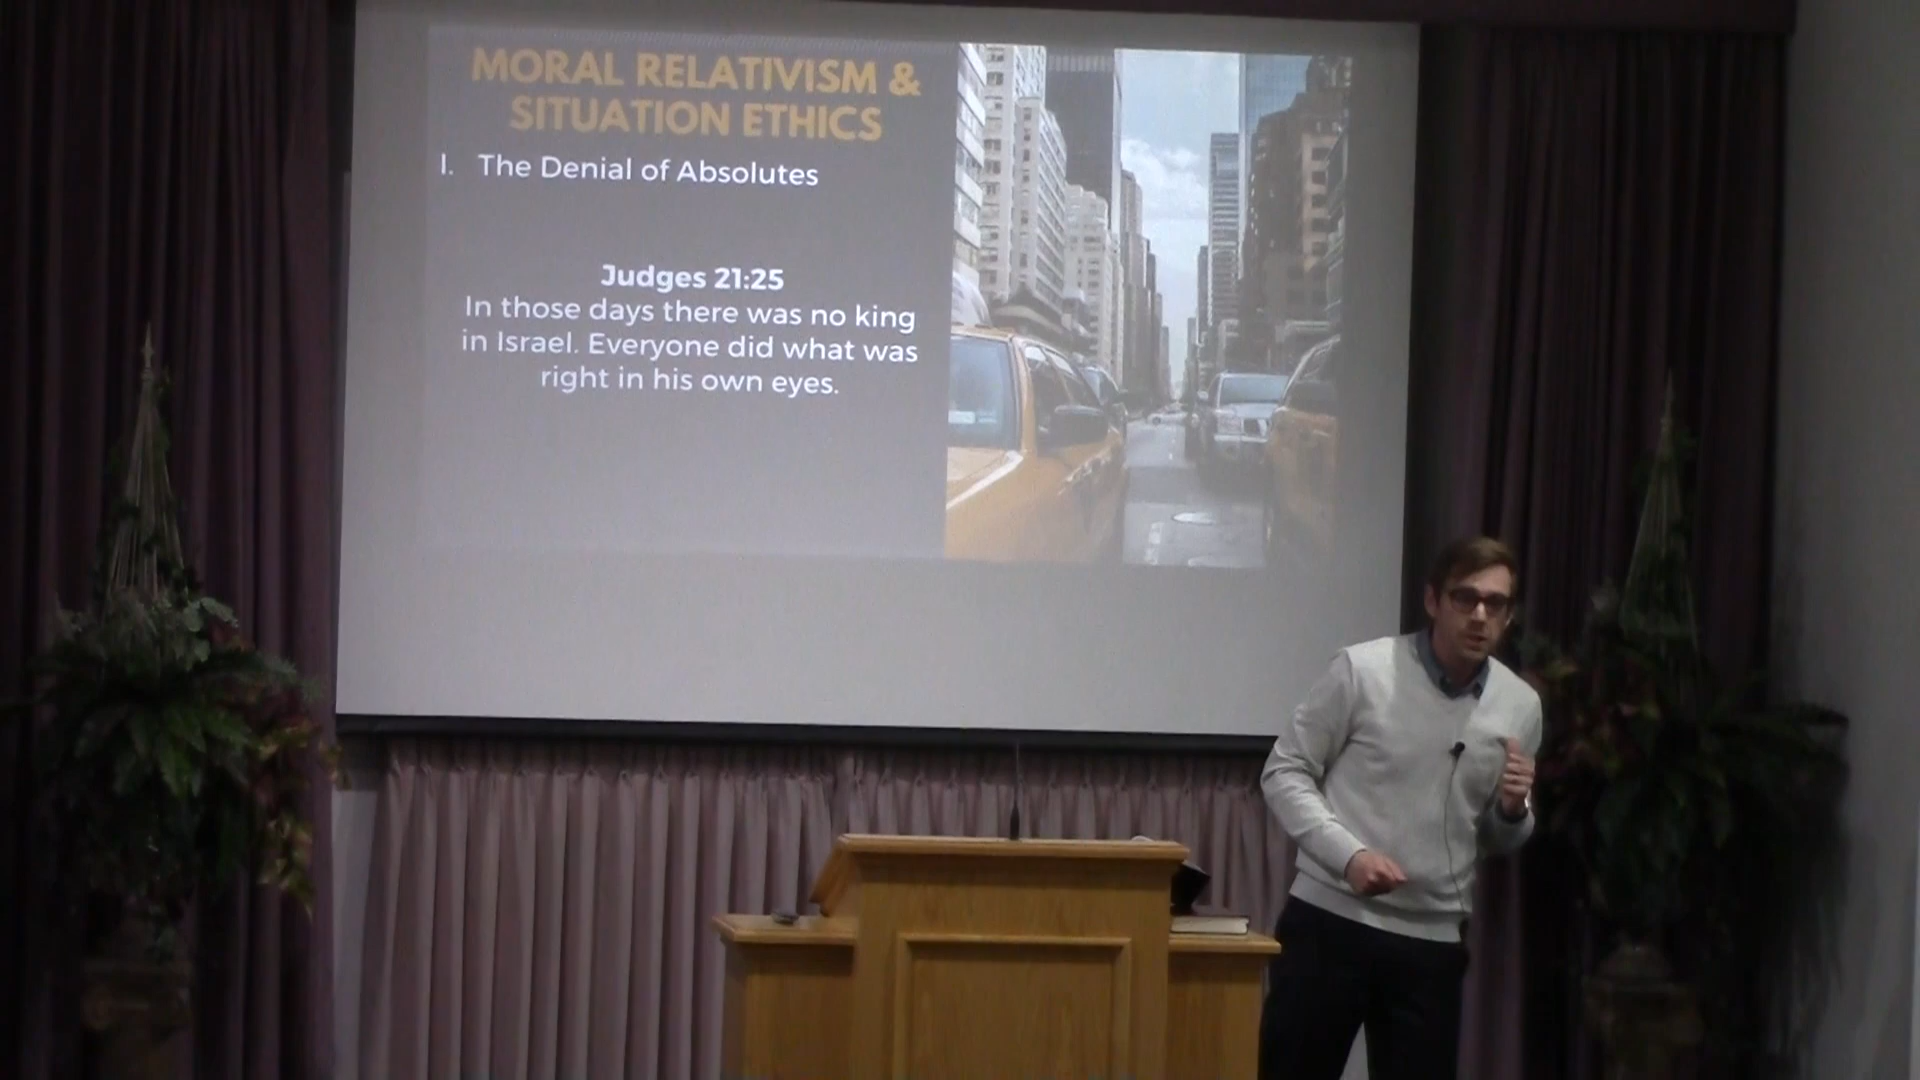 MORAL RELATIVISM &
SITUATION ETHICS
I. The Denial of Absolutes
Judges 21:25
In those days there was no king
in Israel. Everyone did what was
right in his own eyes.